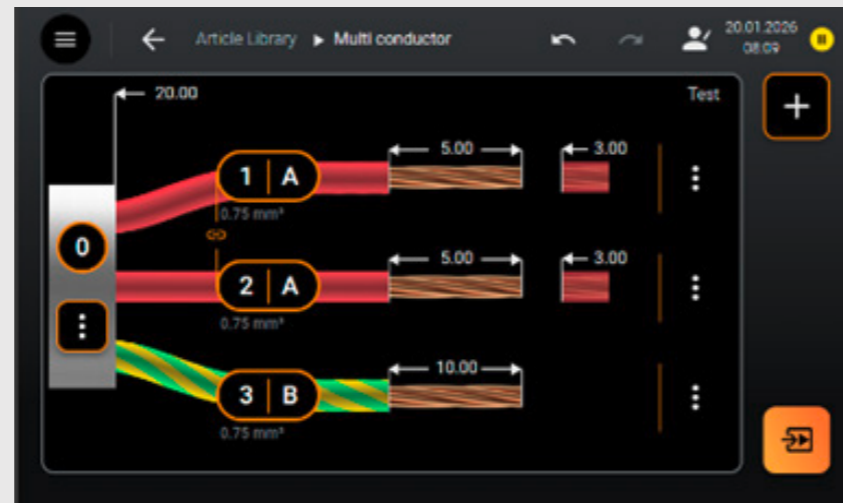 Article Library ▶ Multi conductor
20.01.2026
08:09
20.00
Test
1 | A
5.00
3.00
0.75 mm²
0
2 | A
5.00
3.00
0.75 mm²
3 | B
10.00
0.75 mm²